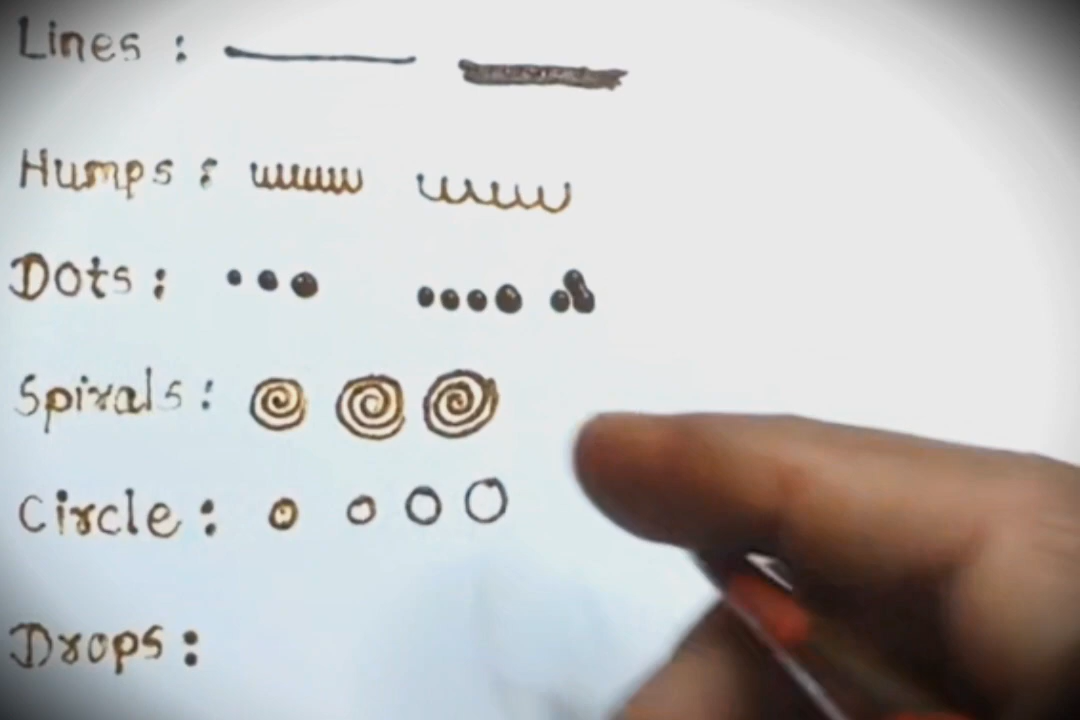 Lines :
Humps :
Dots :
Spirals :
Circle :
Drops :